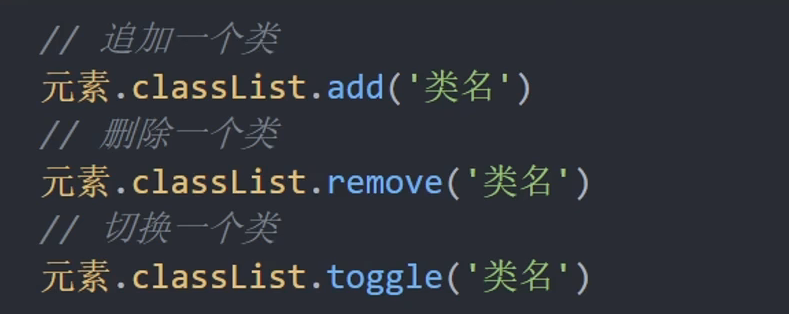 // 追加一个类
元素.classList.add('类名')
// 删除一个类
元素.classList.remove('类名')
// 切换一个类
元素.classList.toggle('类名')